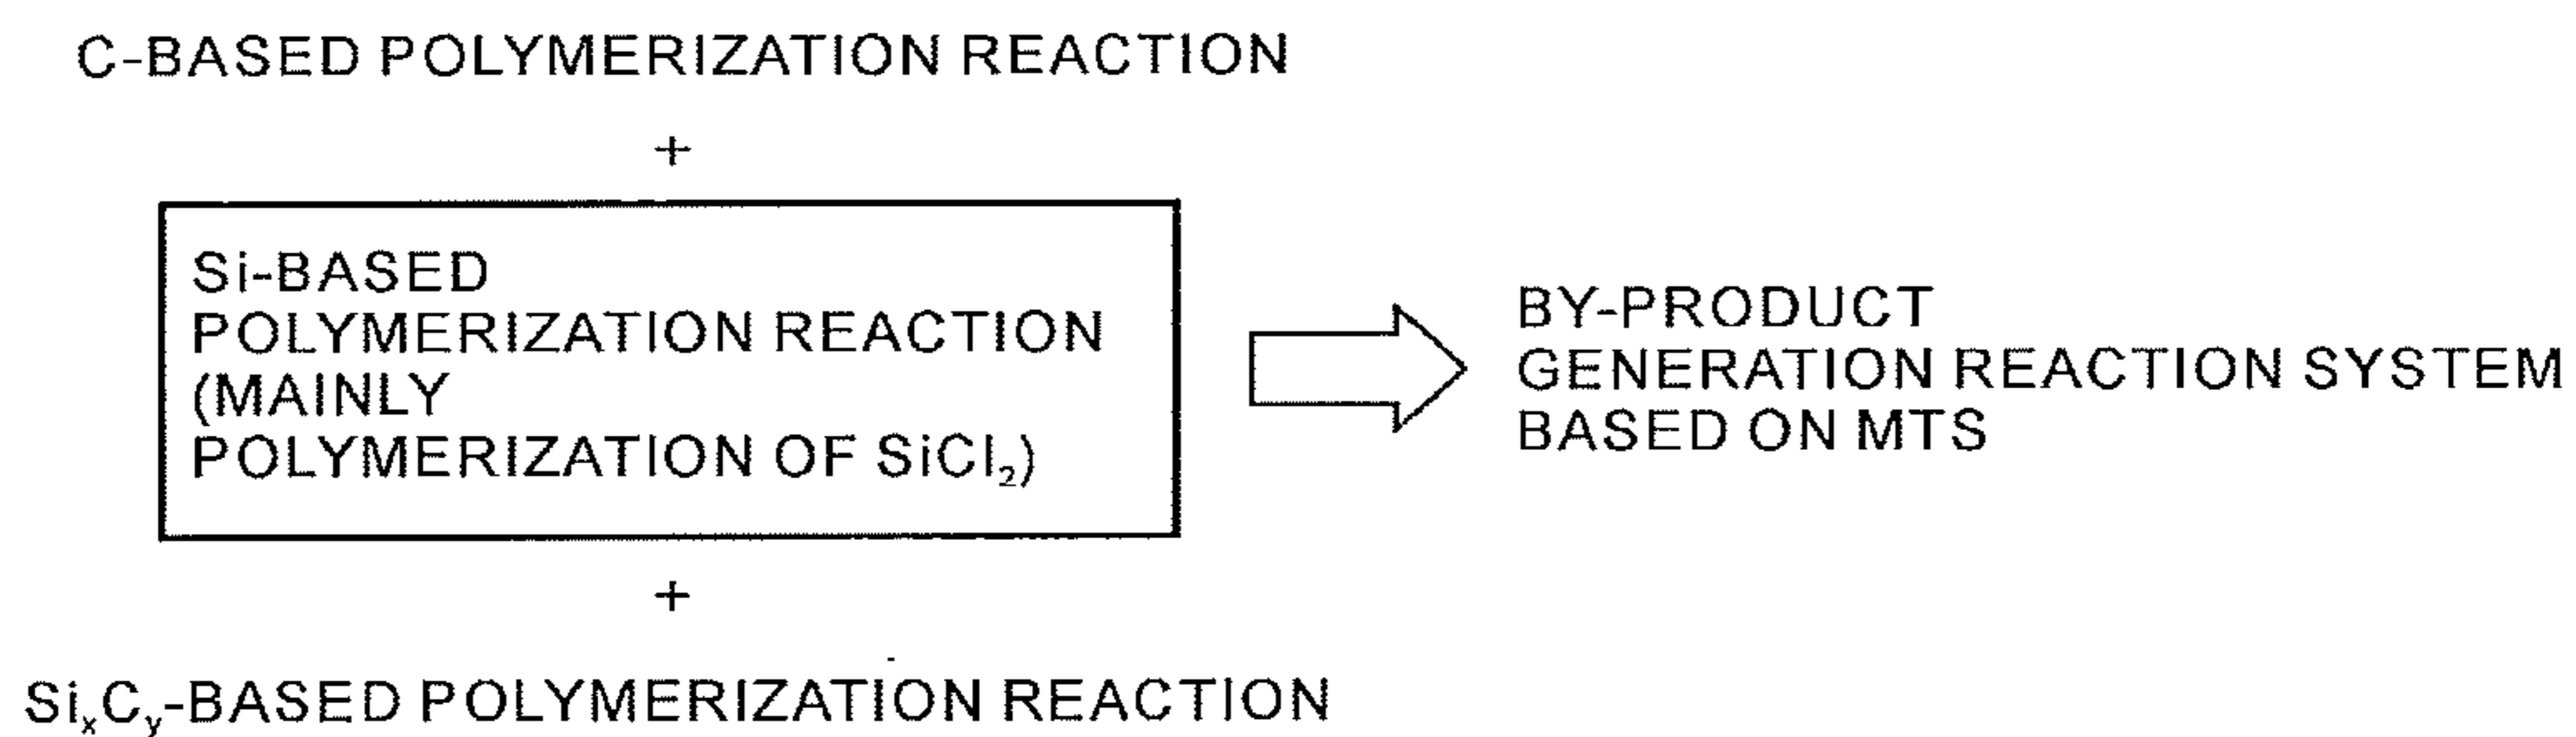 C-BASED POLYMERIZATION REACTION
+
Si-BASED
POLYMERIZATION REACTION
(MAINLY
POLYMERIZATION OF SiCl₂)
+
SiₓCᵧ-BASED POLYMERIZATION REACTION
BY-PRODUCT
GENERATION REACTION SYSTEM
BASED ON MTS